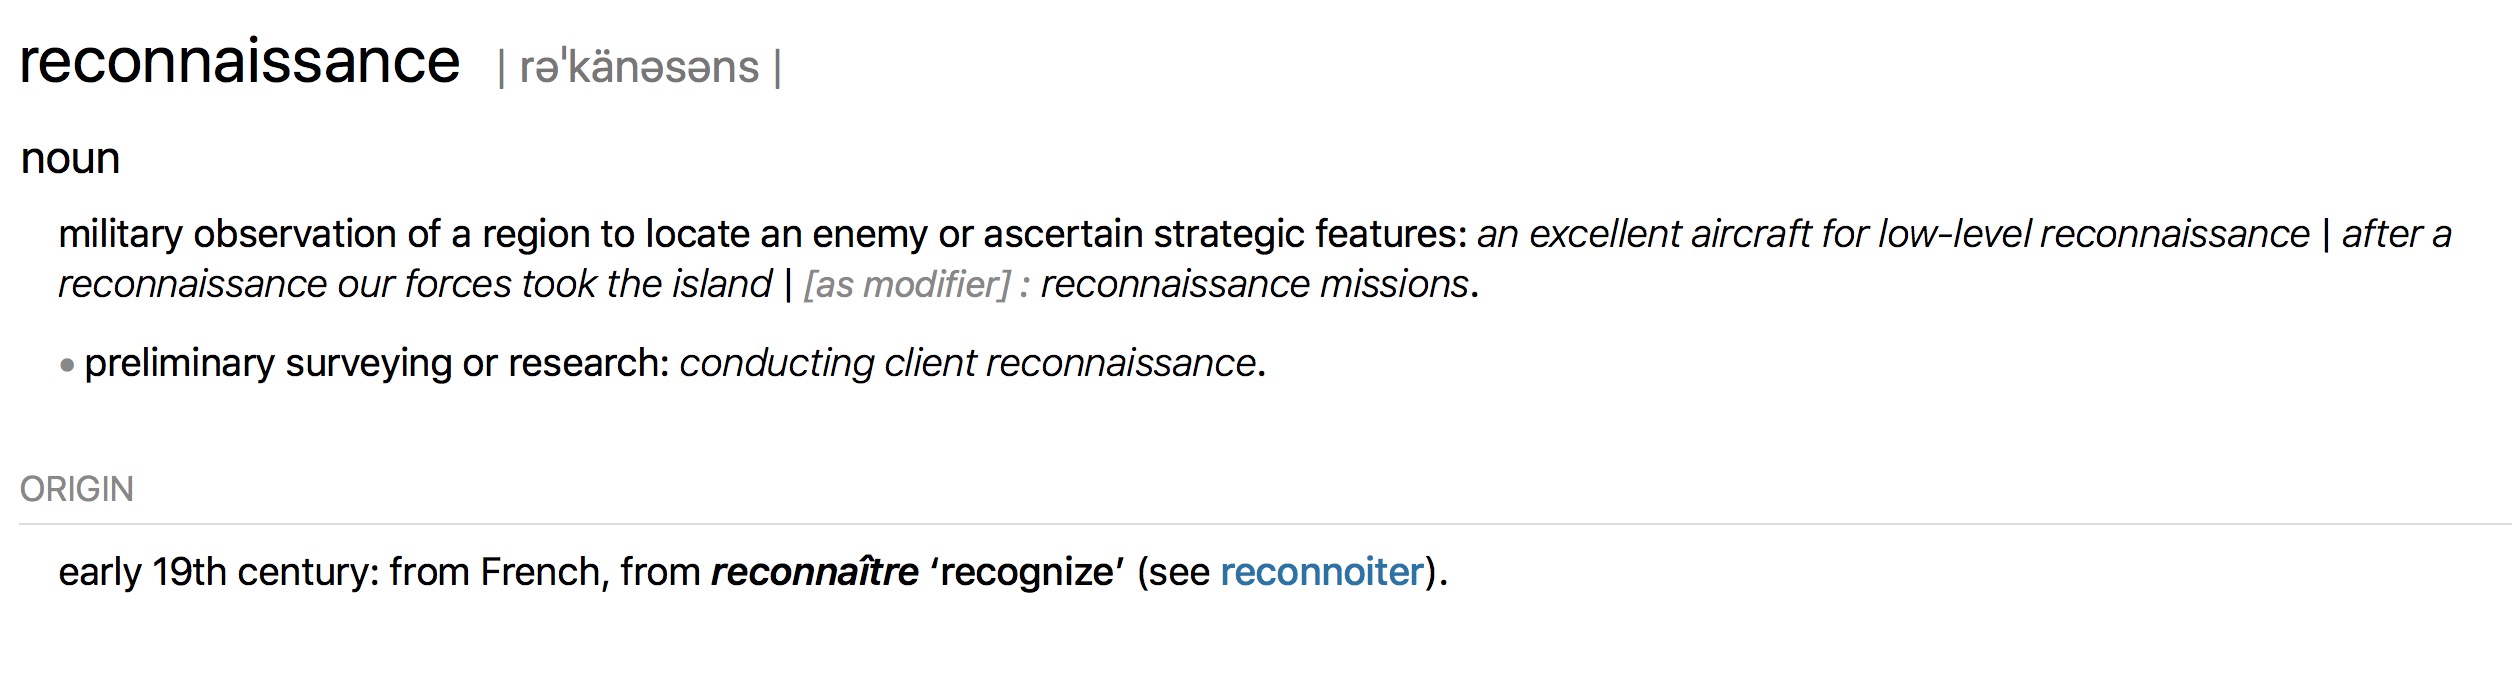 reconnaissance | rəˈkänəsəns |
noun
military observation of a region to locate an enemy or ascertain strategic features: an excellent aircraft for low-level reconnaissance | after a
reconnaissance our forces took the island | [as modifier] : reconnaissance missions.
• preliminary surveying or research: conducting client reconnaissance.
ORIGIN
early 19th century: from French, from reconnaître ‘recognize’ (see reconnoiter).